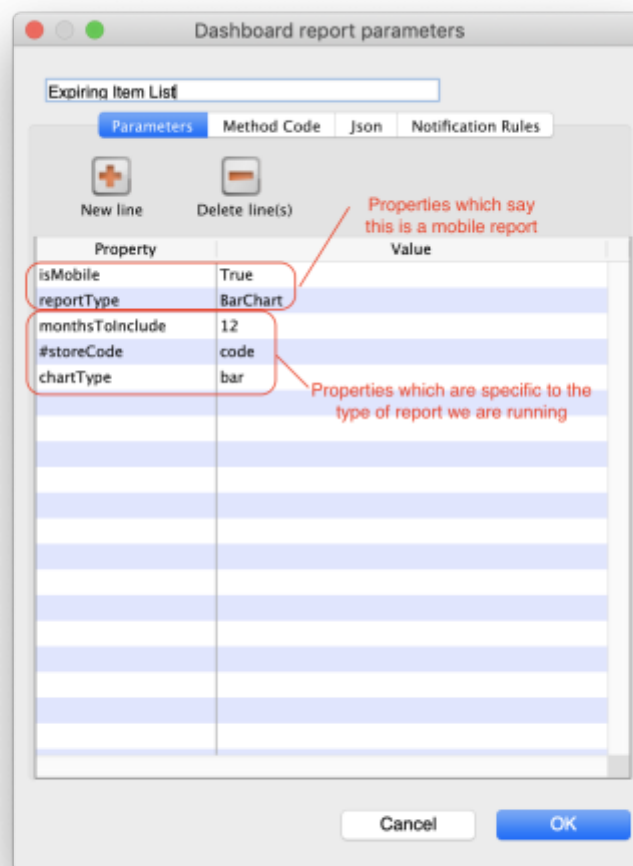 Dashboard report parameters
Expiring Item List
Parameters Method Code Json Notification Rules
New line Delete line(s)
Properties which say
this is a mobile report
Property Value
isMobile True
reportType BarChart
monthsToInclude 12
#storeCode code
chartType bar
Properties which are specific to the
type of report we are running
Cancel OK